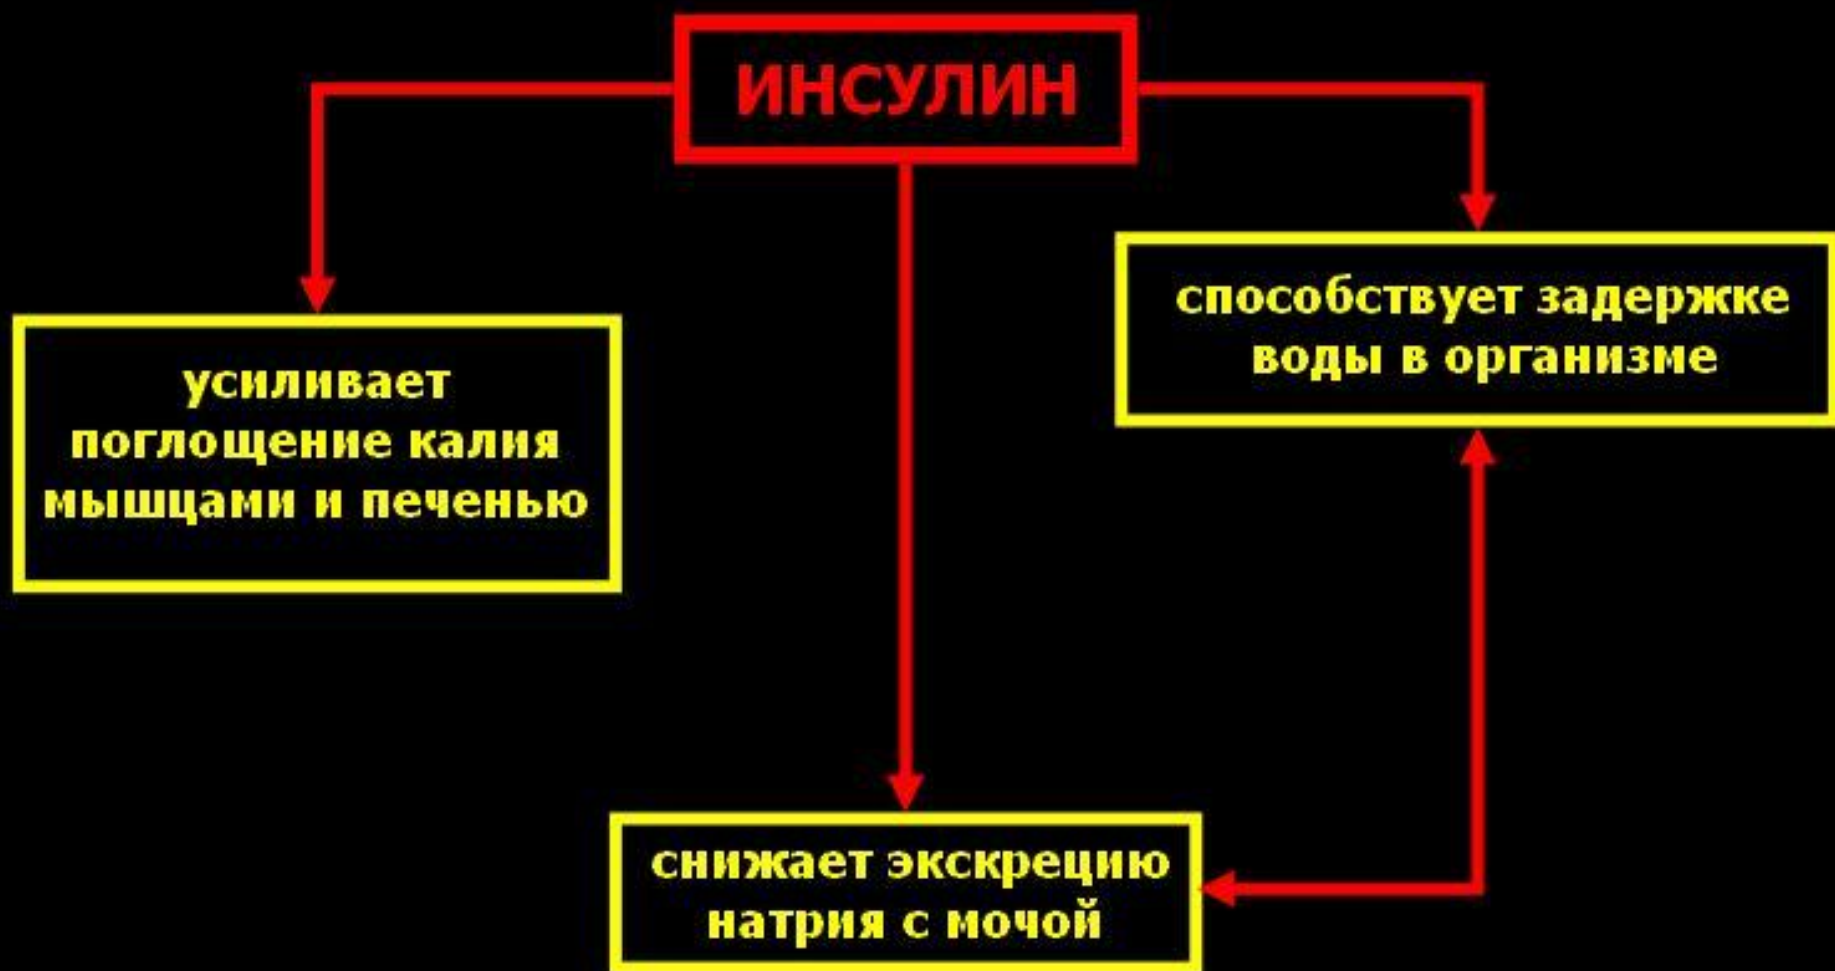 ИНСУЛИН
способствует задержке
воды в организме
усиливает
поглощение калия
мышцами и печенью
снижает экскрецию
натрия с мочой